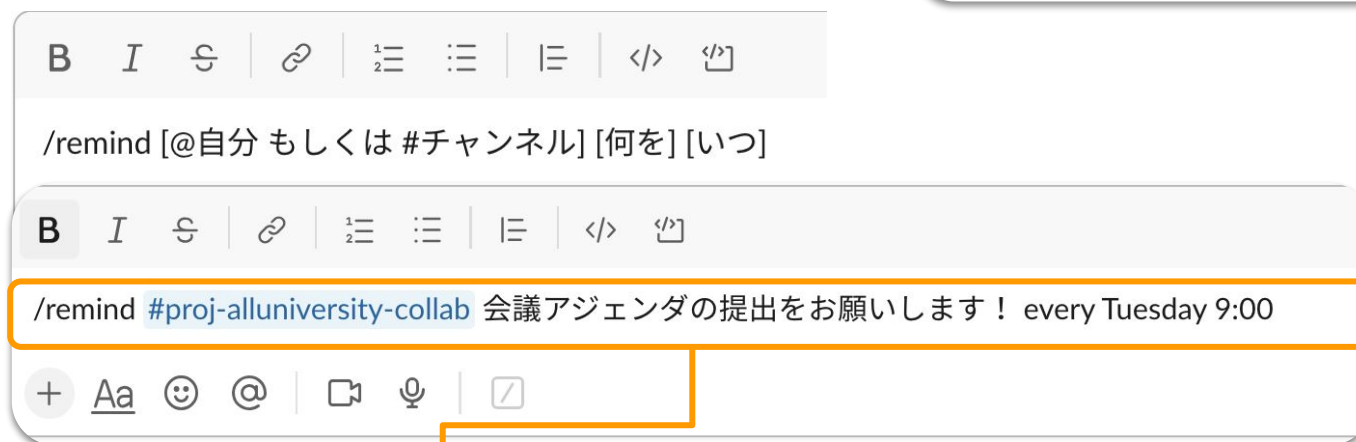 /remind [@自分 もしくは #チャンネル] [何を] [いつ]
/remind #proj-alluniversity-collab 会議アジェンダの提出をお願いします！ every Tuesday 9:00